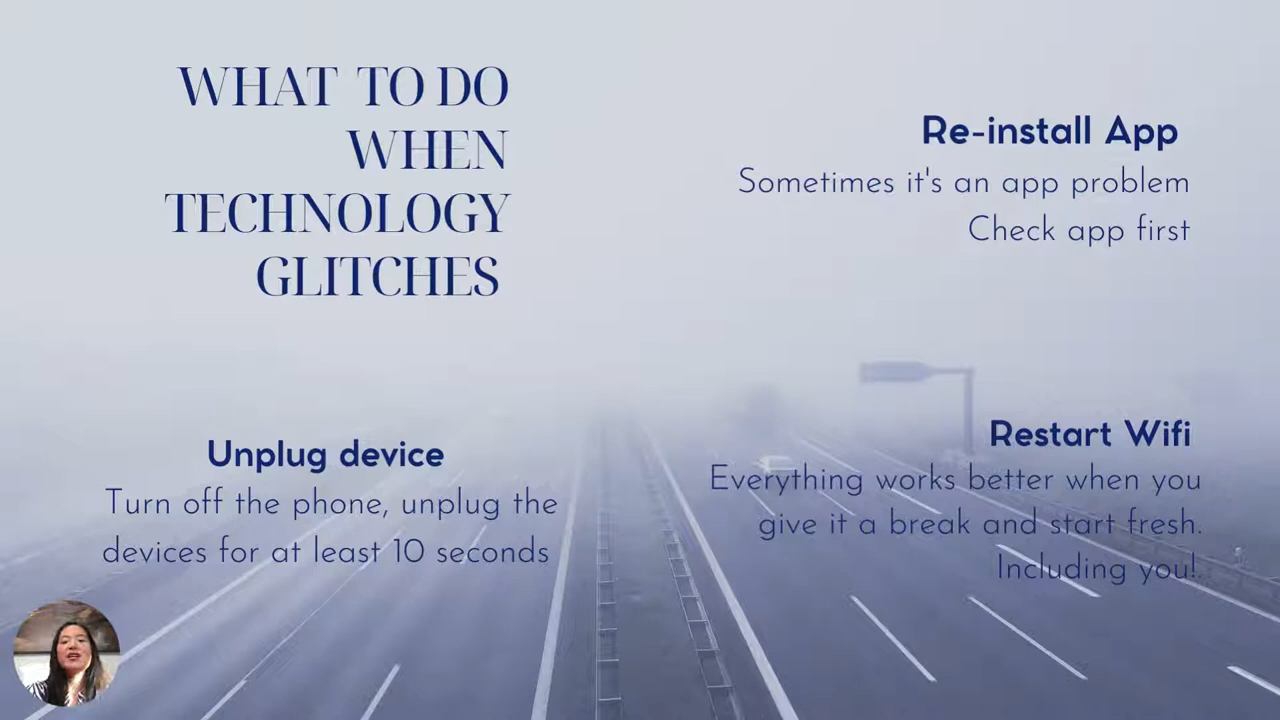 WHAT TO DO
WHEN
TECHNOLOGY
GLITCHES
Re-install App
Sometimes it's an app problem
Check app first
Unplug device
Turn off the phone, unplug the
devices for at least 10 seconds
Restart Wifi
Everything works better when you
give it a break and start fresh.
Including you!